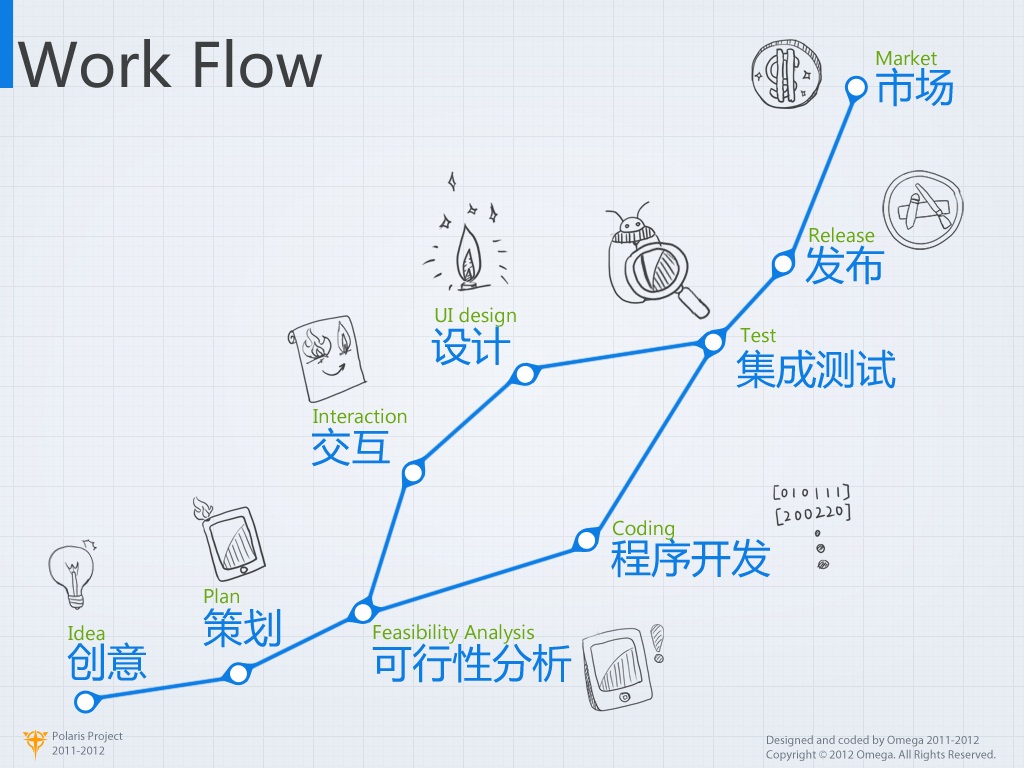 Work Flow
Market
市场
Release
发布
UI design
设计
Test
集成测试
Interaction
交互
[010111]
[200220]
Coding
程序开发
Plan
策划
Idea
创意
Feasibility Analysis
可行性分析
!
Polaris Project
2011-2012
Designed and coded by Omega 2011-2012
Copyright © 2012 Omega. All Rights Reserved.